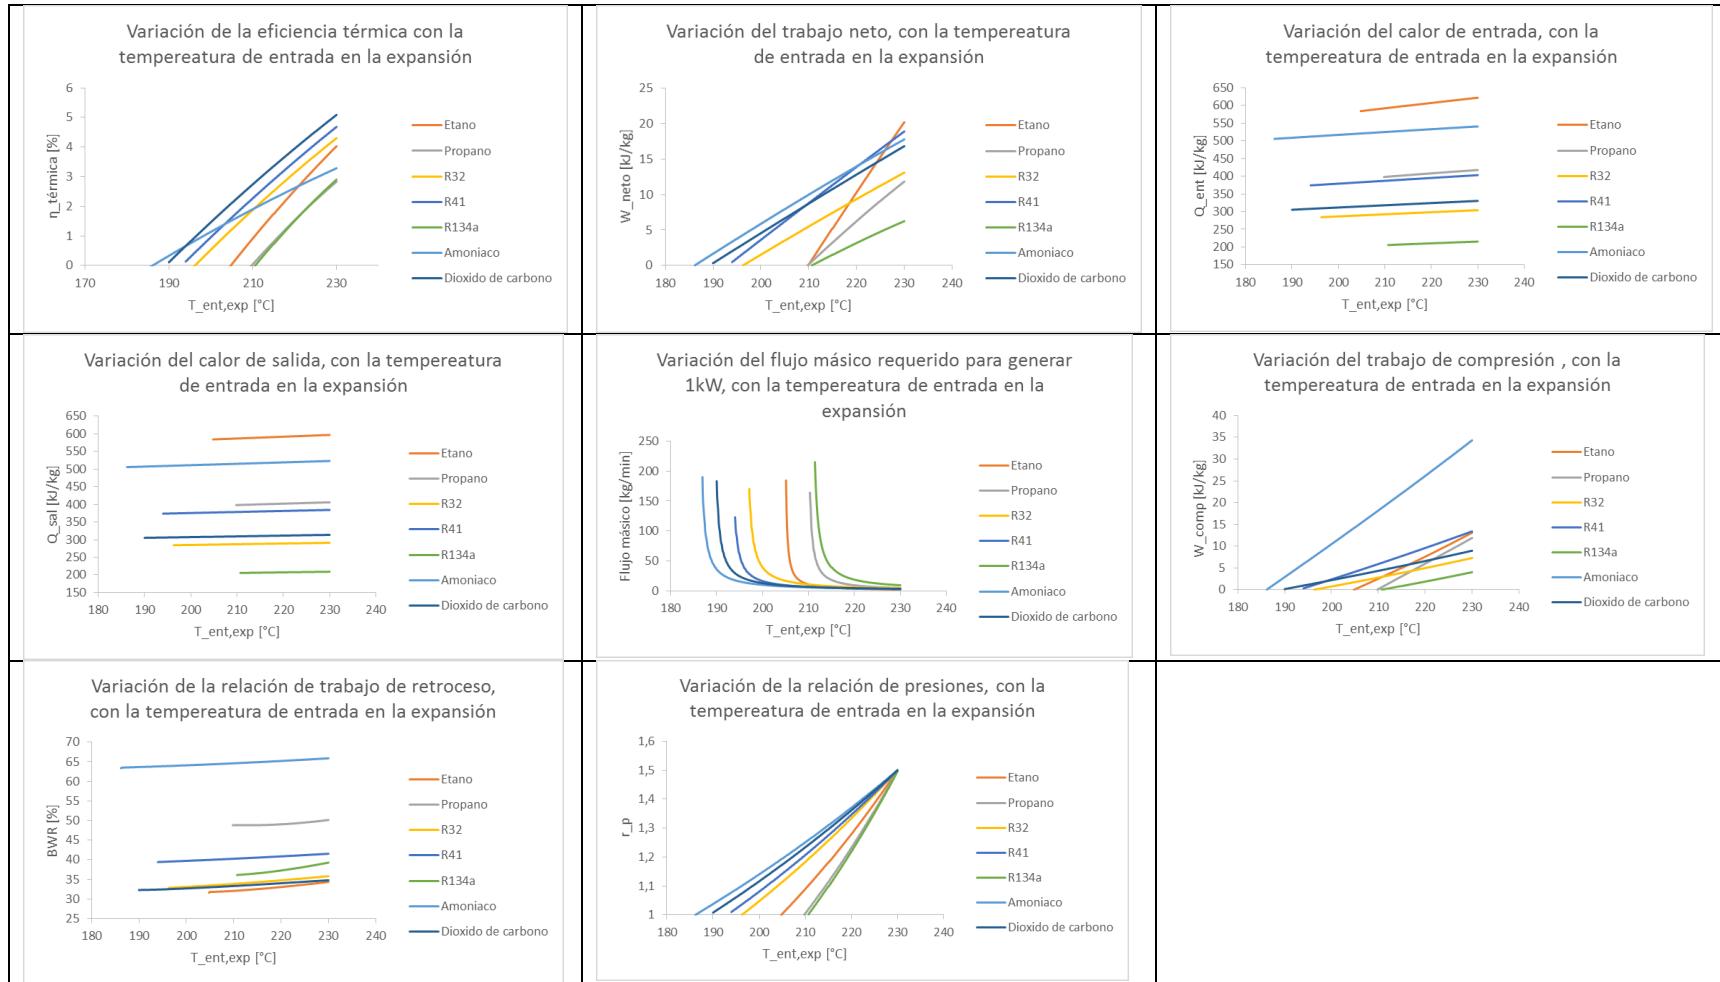 Variación de la eficiencia térmica con la
tempereatura de entrada en la expansión
η_térmica [%]
6
5
4
3
2
1
0
170
190
210
230
T_ent,exp [°C]
Etano
Propano
R32
R41
R134a
Amoniaco
Dioxido de carbono
Variación del trabajo neto, con la tempereatura
de entrada en la expansión
W_neto [kJ/kg]
25
20
15
10
5
0
180
190
200
210
220
230
240
T_ent,exp [°C]
Etano
Propano
R32
R41
R134a
Amoniaco
Dioxido de carbono
Variación del calor de entrada, con la
tempereatura de entrada en la expansión
Q_ent [kJ/kg]
650
600
550
500
450
400
350
300
250
200
150
180
190
200
210
220
230
240
T_ent,exp [°C]
Etano
Propano
R32
R41
R134a
Amoniaco
Dioxido de carbono
Variación del calor de salida, con la tempereatura
de entrada en la expansión
Q_sal [kJ/kg]
650
600
550
500
450
400
350
300
250
200
150
180
190
200
210
220
230
240
T_ent,exp [°C]
Etano
Propano
R32
R41
R134a
Amoniaco
Dioxido de carbono
Variación del flujo másico requerido para generar
1kW, con la tempereatura de entrada en la
expansión
Flujo másico [kg/min]
250
200
150
100
50
0
180
190
200
210
220
230
240
T_ent,exp [°C]
Etano
Propano
R32
R41
R134a
Amoniaco
Dioxido de carbono
Variación del trabajo de compresión , con la
tempereatura de entrada en la expansión
W_comp [kJ/kg]
40
35
30
25
20
15
10
5
0
180
190
200
210
220
230
240
T_ent,exp [°C]
Etano
Propano
R32
R41
R134a
Amoniaco
Dioxido de carbono
Variación de la relación de trabajo de retroceso,
con la tempereatura de entrada en la expansión
BWR [%]
70
65
60
55
50
45
40
35
30
25
180
190
200
210
220
230
240
T_ent,exp [°C]
Etano
Propano
R32
R41
R134a
Amoniaco
Dioxido de carbono
Variación de la relación de presiones, con la
tempereatura de entrada en la expansión
r_p
1,6
1,5
1,4
1,3
1,2
1,1
1
180
190
200
210
220
230
240
T_ent,exp [°C]
Etano
Propano
R32
R41
R134a
Amoniaco
Dioxido de carbono